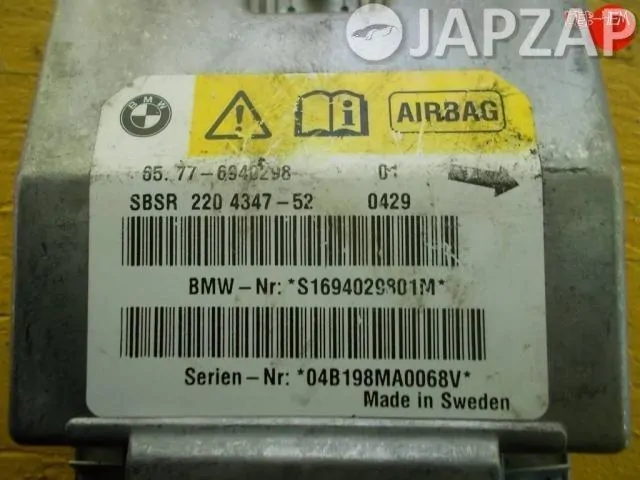 JAPZAP
BMW
i
AIRBAG
65.77-6940298 01
SBSR 220 4347-52 0429
BMW-Nr: *S1694029801M*
Serien-Nr: *04B198MA0068V*
Made in Sweden